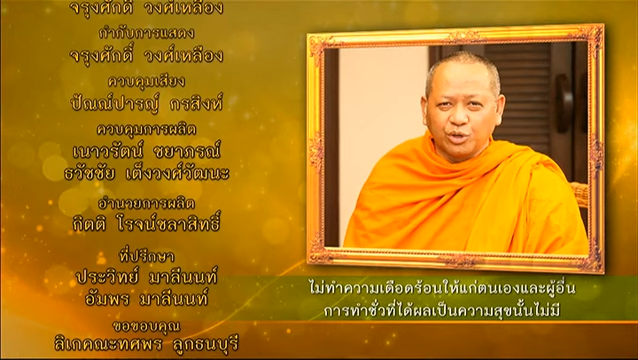 จรุงศักดิ์ วงศ์เหลือง
กำกับการแสดง
จรุงศักดิ์ วงศ์เหลือง
ควบคุมเสียง
ปัณณ์ปารญ์ กรสิงห์
ควบคุมการผลิต
เนาวรัตน์ ชยาภรณ์
ธวัชชัย เต็งวงศ์วัฒนะ
อำนวยการผลิต
กิตติ โรจน์ชลาสิทธิ์
ที่ปรึกษา
ประวิทย์ มาลีนนท์
อัมพร มาลีนนท์
ขอขอบคุณ
ลิเกคณะทศพร ลูกธนบุรี
ไม่ทำความเดือดร้อนให้แก่ตนเองและผู้อื่น
การทำชั่วที่ได้ผลเป็นความสุขนั้นไม่มี